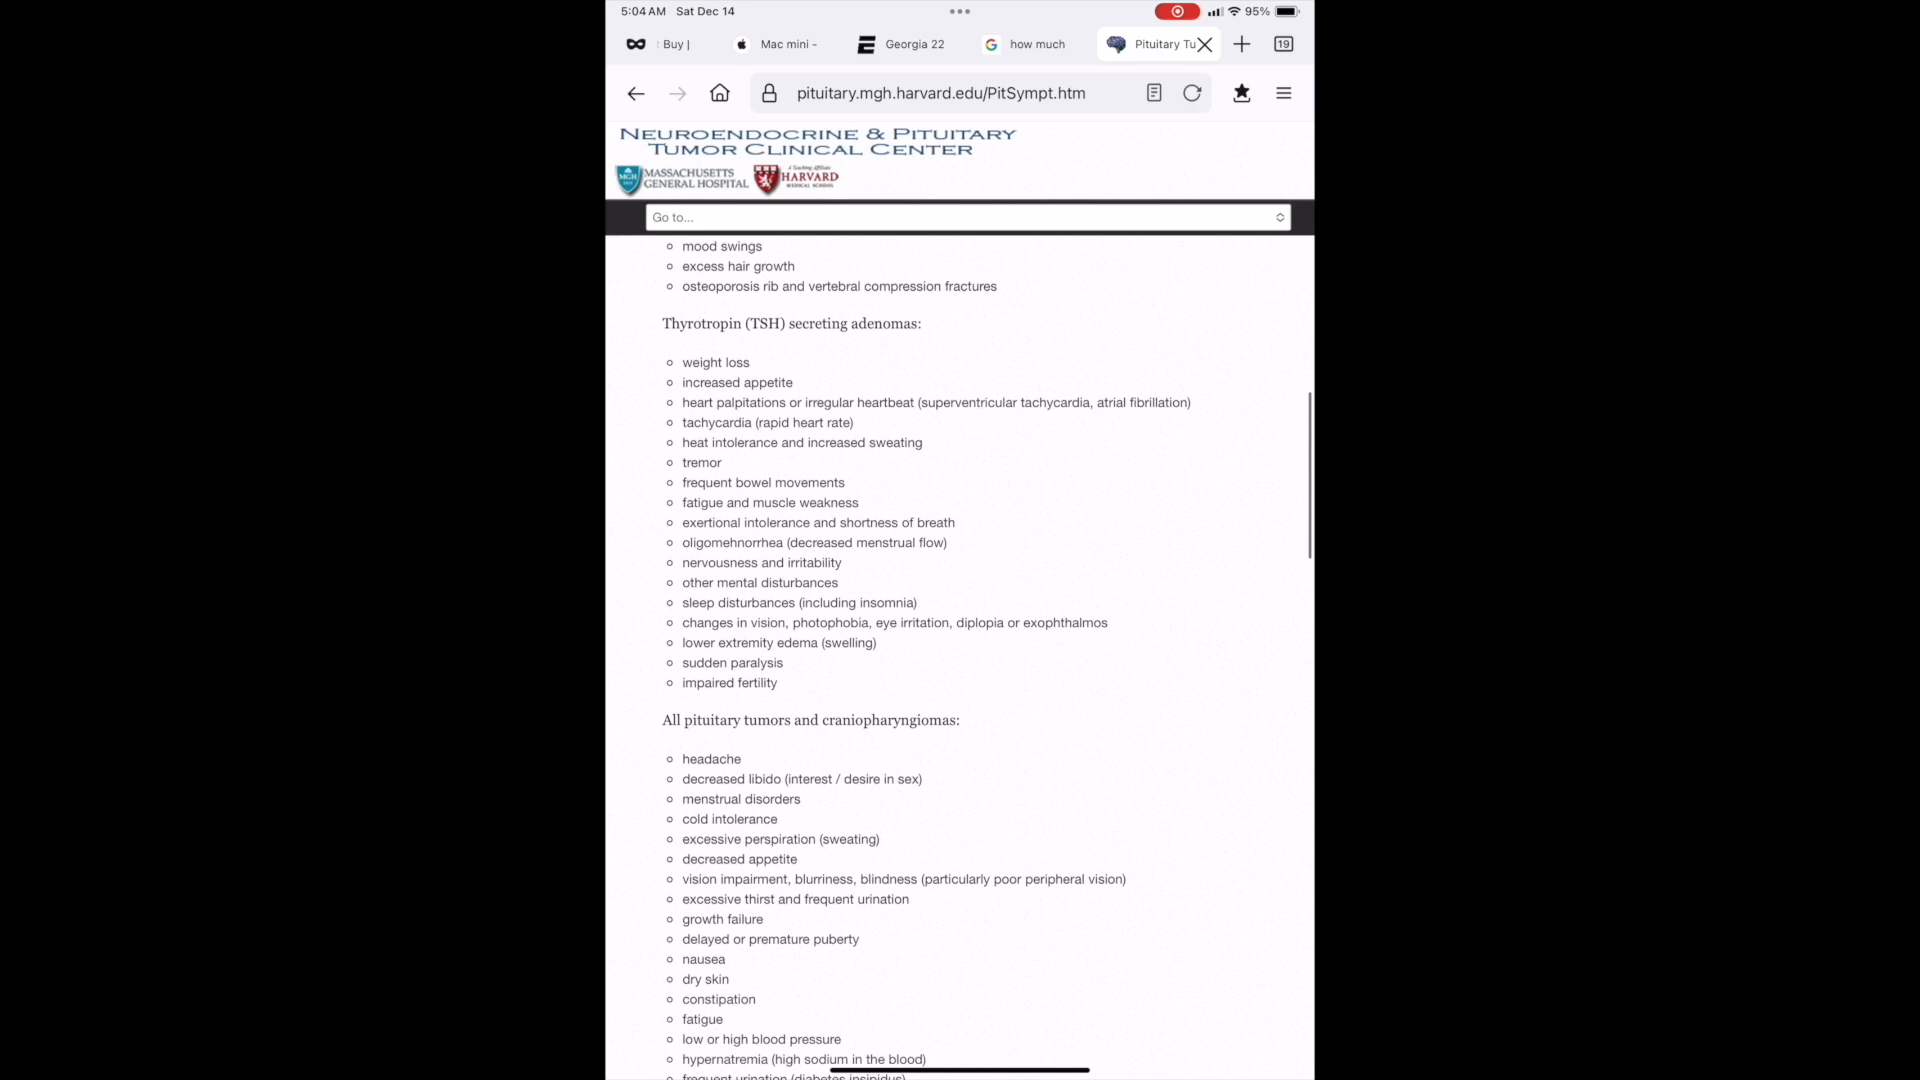 5:04 AM Sat Dec 14
95%
: Buy |
Mac mini -
Georgia 22
how much
Pituitary Tu
19
pituitary.mgh.harvard.edu/PitSympt.htm
NEUROENDOCRINE & PITUITARY
TUMOR CLINICAL CENTER
MGH
MASSACHUSETTS
GENERAL HOSPITAL
A Teaching Affiliate
HARVARD
MEDICAL SCHOOL
Go to...
mood swings
excess hair growth
osteoporosis rib and vertebral compression fractures
Thyrotropin (TSH) secreting adenomas:
weight loss
increased appetite
heart palpitations or irregular heartbeat (superventricular tachycardia, atrial fibrillation)
tachycardia (rapid heart rate)
heat intolerance and increased sweating
tremor
frequent bowel movements
fatigue and muscle weakness
exertional intolerance and shortness of breath
oligomehnorrhea (decreased menstrual flow)
nervousness and irritability
other mental disturbances
sleep disturbances (including insomnia)
changes in vision, photophobia, eye irritation, diplopia or exophthalmos
lower extremity edema (swelling)
sudden paralysis
impaired fertility
All pituitary tumors and craniopharyngiomas:
headache
decreased libido (interest / desire in sex)
menstrual disorders
cold intolerance
excessive perspiration (sweating)
decreased appetite
vision impairment, blurriness, blindness (particularly poor peripheral vision)
excessive thirst and frequent urination
growth failure
delayed or premature puberty
nausea
dry skin
constipation
fatigue
low or high blood pressure
hypernatremia (high sodium in the blood)
frequent urination (diabetes insipidus)